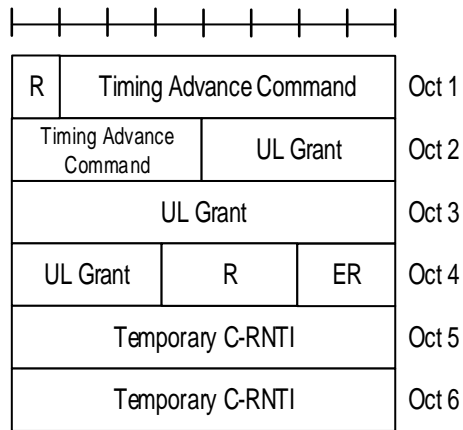 R Timing Advance Command Oct 1
Timing Advance
Command UL Grant Oct 2
UL Grant Oct 3
UL Grant R ER Oct 4
Temporary C-RNTI Oct 5
Temporary C-RNTI Oct 6